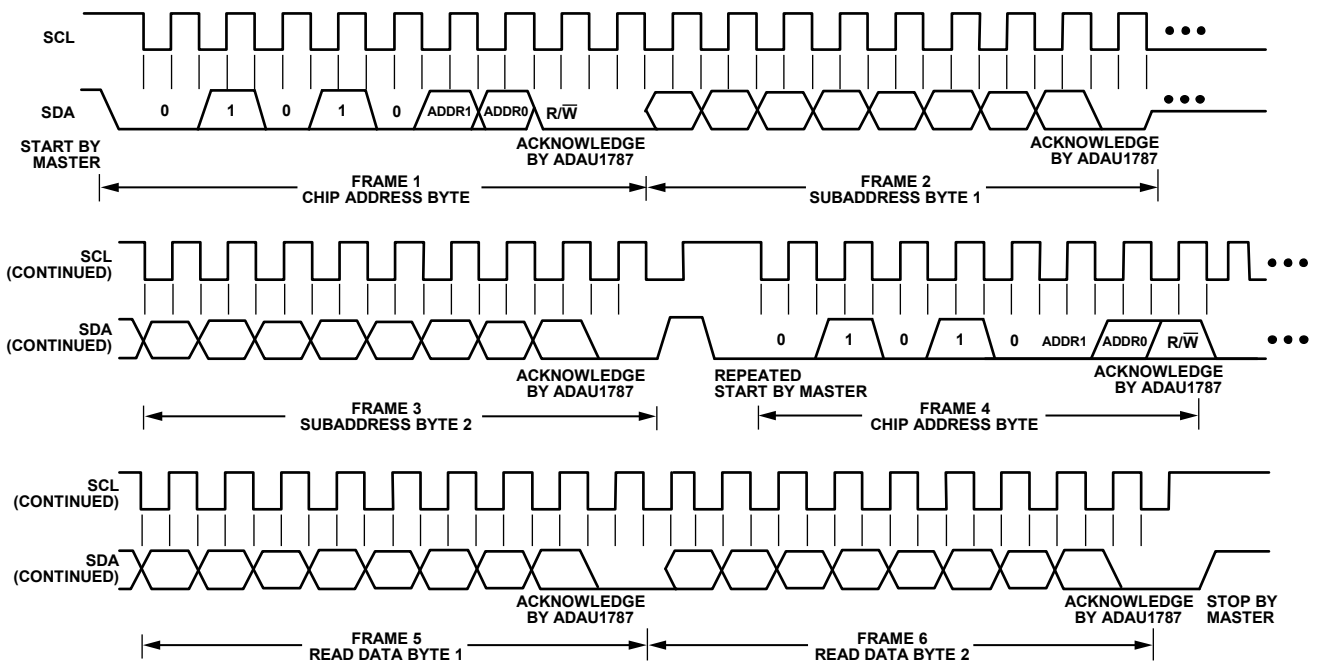 SCL
SDA
0 1 0 1 0 ADDR1 ADDR0 R/W̅
START BY
MASTER
ACKNOWLEDGE
BY ADAU1787
ACKNOWLEDGE
BY ADAU1787
FRAME 1
CHIP ADDRESS BYTE
FRAME 2
SUBADDRESS BYTE 1
SCL
(CONTINUED)
SDA
(CONTINUED)
0 1 0 1 0 ADDR1 ADDR0 R/W̅
ACKNOWLEDGE
BY ADAU1787
REPEATED
START BY MASTER
ACKNOWLEDGE
BY ADAU1787
FRAME 3
SUBADDRESS BYTE 2
FRAME 4
CHIP ADDRESS BYTE
SCL
(CONTINUED)
SDA
(CONTINUED)
ACKNOWLEDGE
BY ADAU1787
ACKNOWLEDGE
BY ADAU1787
STOP BY
MASTER
FRAME 5
READ DATA BYTE 1
FRAME 6
READ DATA BYTE 2